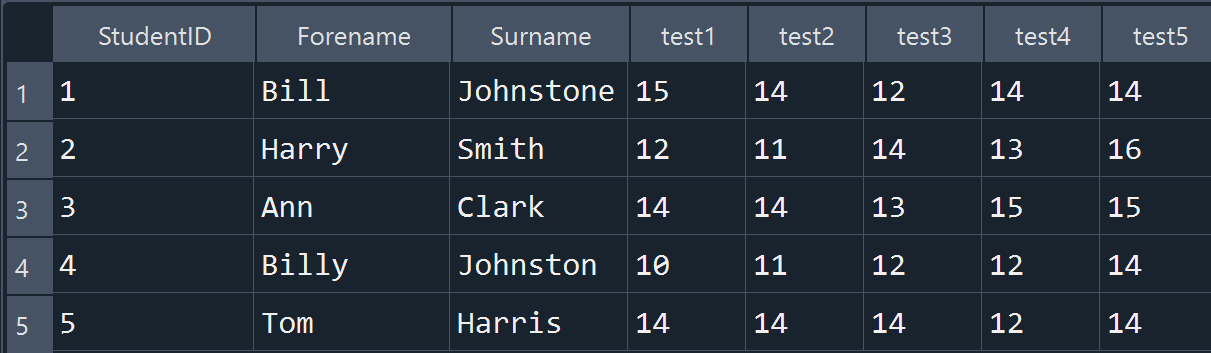 StudentID Forename Surname test1 test2 test3 test4 test5
1 1 Bill Johnstone 15 14 12 14 14
2 2 Harry Smith 12 11 14 13 16
3 3 Ann Clark 14 14 13 15 15
4 4 Billy Johnston 10 11 12 12 14
5 5 Tom Harris 14 14 14 12 14